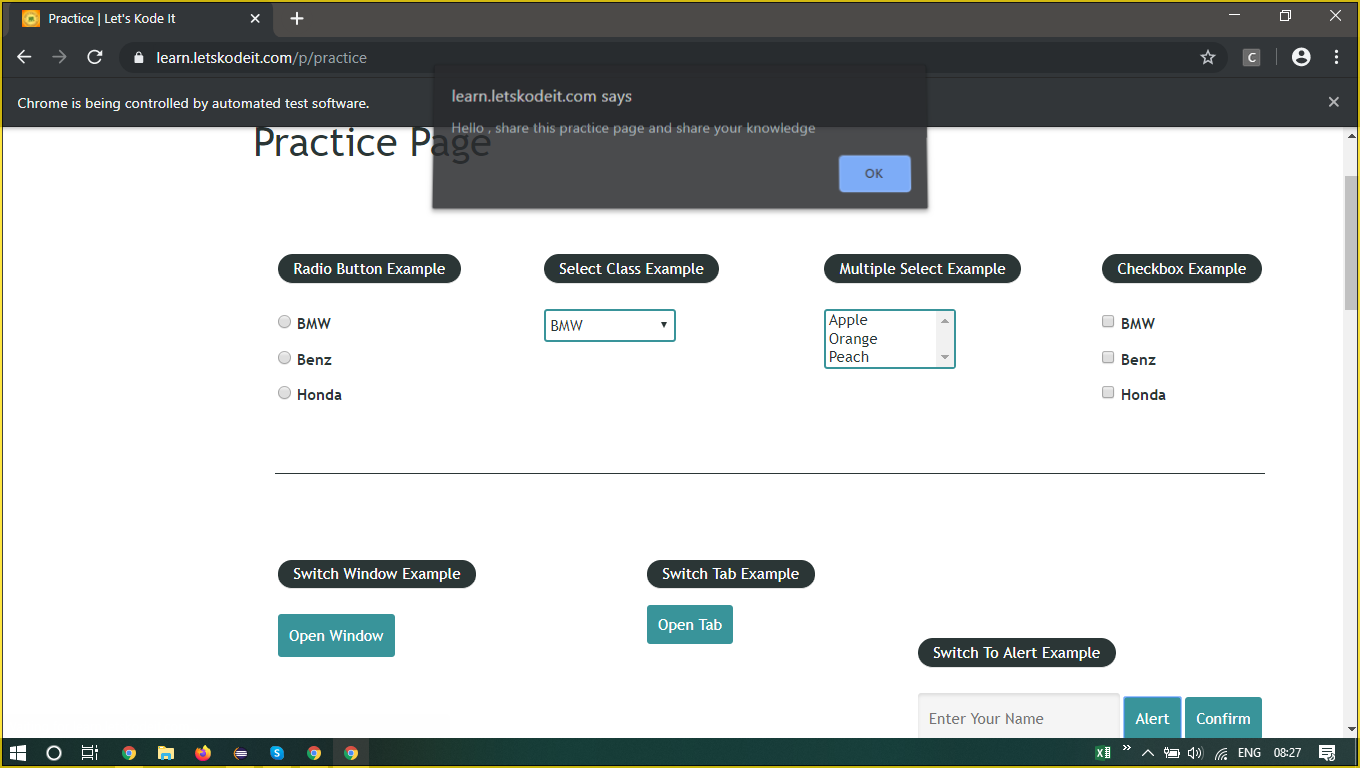 Practice | Let's Kode It
learn.letskodeit.com/p/practice
C
Chrome is being controlled by automated test software.
learn.letskodeit.com says
Hello , share this practice page and share your knowledge
OK
Practice Page
Radio Button Example
Select Class Example
Multiple Select Example
Checkbox Example
BMW
Benz
Honda
BMW
Apple
Orange
Peach
BMW
Benz
Honda
Switch Window Example
Open Window
Switch Tab Example
Open Tab
Switch To Alert Example
Enter Your Name
Alert
Confirm
ENG
08:27